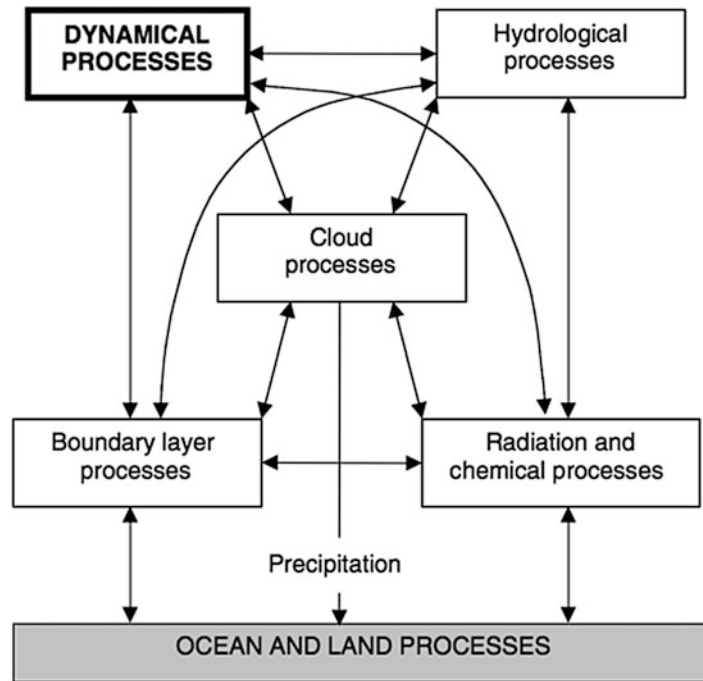 DYNAMICAL
PROCESSES
Hydrological
processes
Cloud
processes
Boundary layer
processes
Radiation and
chemical processes
Precipitation
OCEAN AND LAND PROCESSES